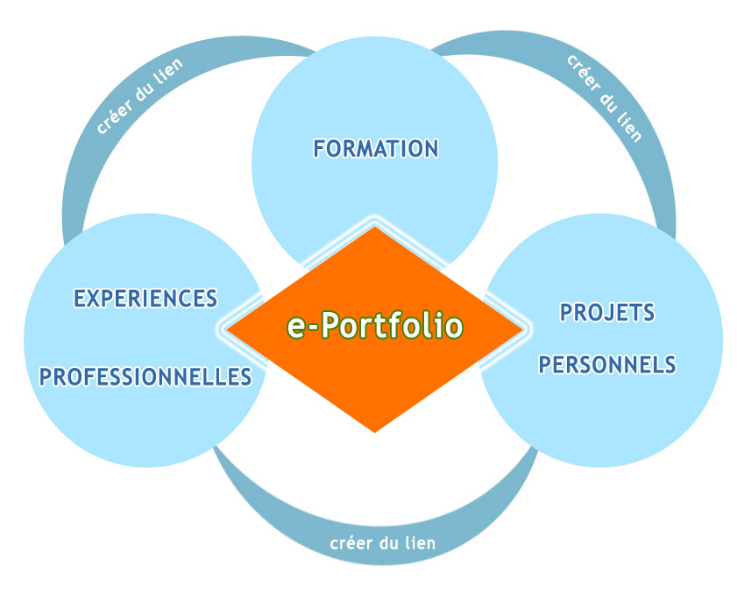 créer du lien
créer du lien
FORMATION
EXPERIENCES
PROFESSIONNELLES
e-Portfolio
PROJETS
PERSONNELS
créer du lien